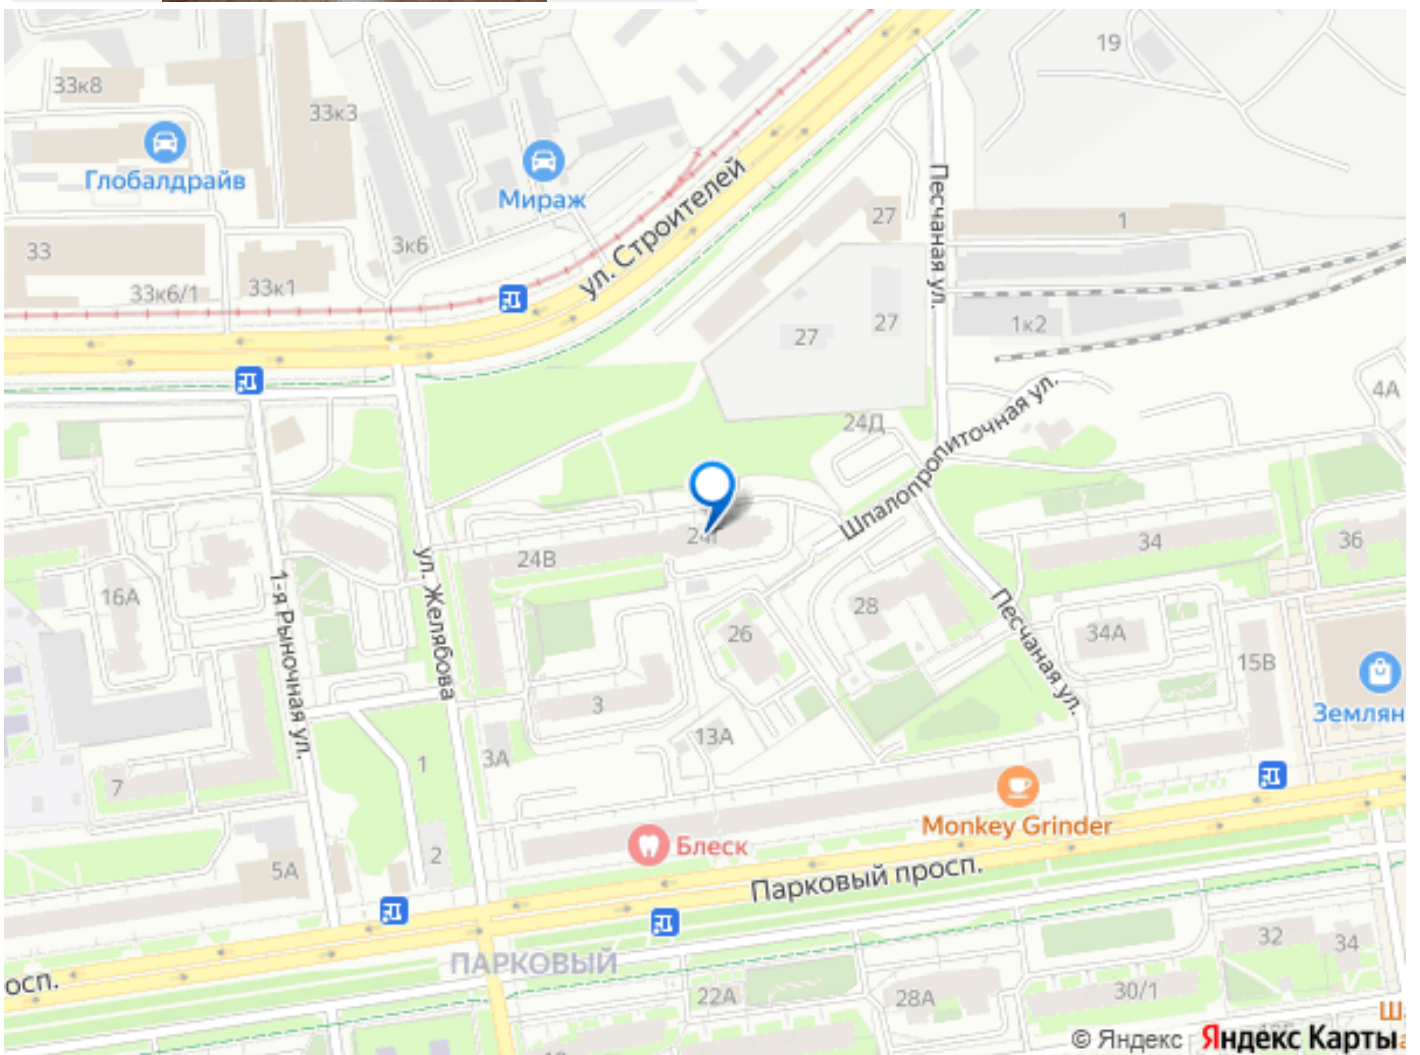 19
33к8
33к3
Глобалдрайв
Мираж
ул. Строителей
Песчаная ул.
27
1
33
3к6
33к6/1
33к1
27
27
1к2
4А
24Д
Шпалопропиточная ул.
24В
34
36
16А
1-я Рыночная ул.
ул. Желябова
28
26
Песчаная ул.
34А
15В
3
13А
3А
Землян
1
7
Monkey Grinder
Блеск
2
5А
Парковый просп.
ПАРКОВЫЙ
32
34
осп.
22А
28А
30/1
Ш
© Яндекс Яндекс Карты